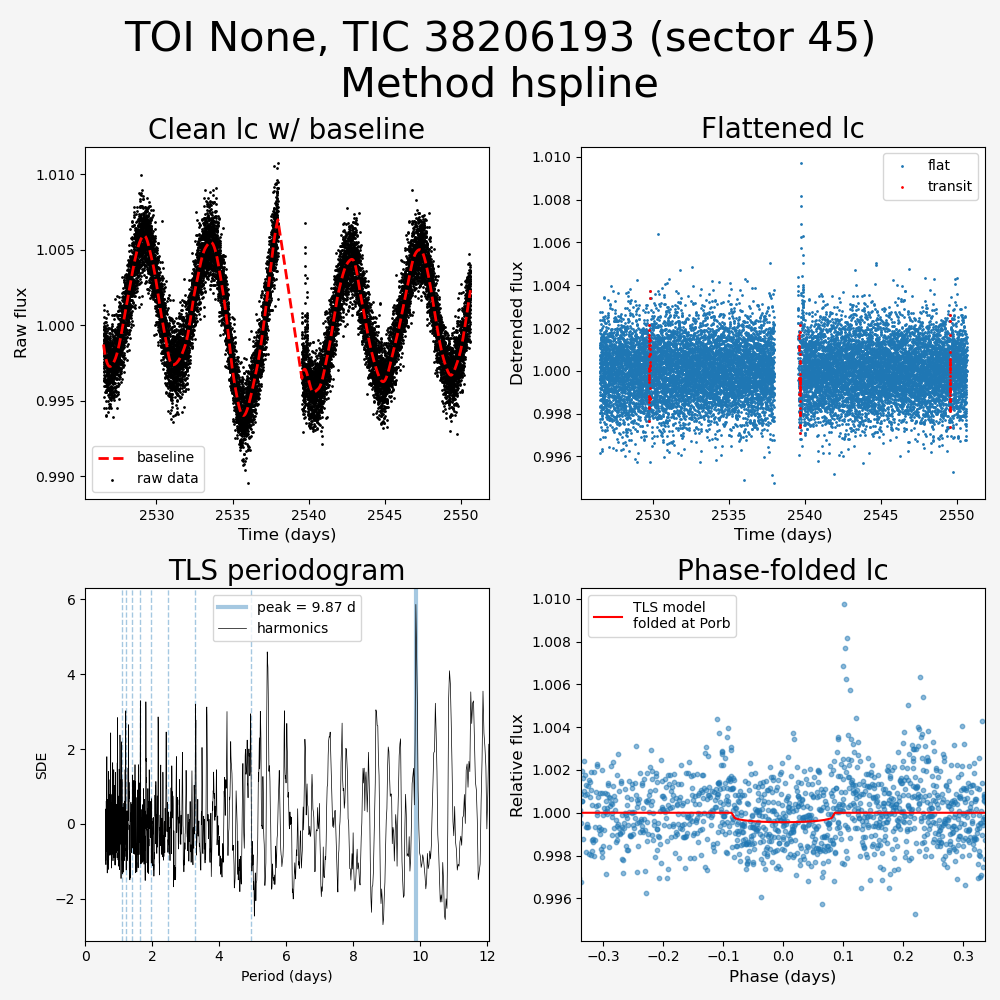 TOI None, TIC 38206193 (sector 45)
Method hspline
Clean lc w/ baseline
Raw flux
1.010
1.005
1.000
0.995
0.990
baseline
raw data
2530
2535
2540
2545
2550
Time (days)
Flattened lc
Detrended flux
1.010
1.008
1.006
1.004
1.002
1.000
0.998
0.996
flat
transit
2530
2535
2540
2545
2550
Time (days)
TLS periodogram
SDE
6
4
2
0
−2
peak = 9.87 d
harmonics
0
2
4
6
8
10
12
Period (days)
Phase-folded lc
Relative flux
1.010
1.008
1.006
1.004
1.002
1.000
0.998
0.996
TLS model
folded at Porb
−0.3
−0.2
−0.1
0.0
0.1
0.2
0.3
Phase (days)